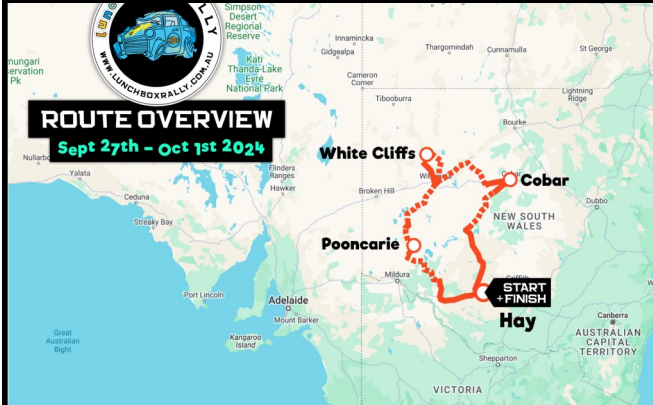 Simpson
Desert
Regional
Reserve
WWW.LUNCHBOXRALLY.COM.AU
Innamincka
Gidgealpa
Thargomindah
Cunnamulla
St George
Kati
Thanda-Lake
Eyre
National Park
Cameron
Corner
Tibooburra
Lightning
Ridge
Bourke
ROUTE OVERVIEW
Sept 27th - Oct 1st 2024
White Cliffs
Cobar
Yalata
Flinders
Ranges
Hawker
Broken Hill
Dubbo
Ceduna
Streaky Bay
NEW SOUTH
WALES
Pooncarie
Mildura
Griffith
START
+FINISH
Hay
Port Lincoln
Adelaide
Mount Barker
Canberra
AUSTRALIAN
CAPITAL
TERRITORY
Great
Australian
Bight
Kangaroo
Island
Shepparton
VICTORIA